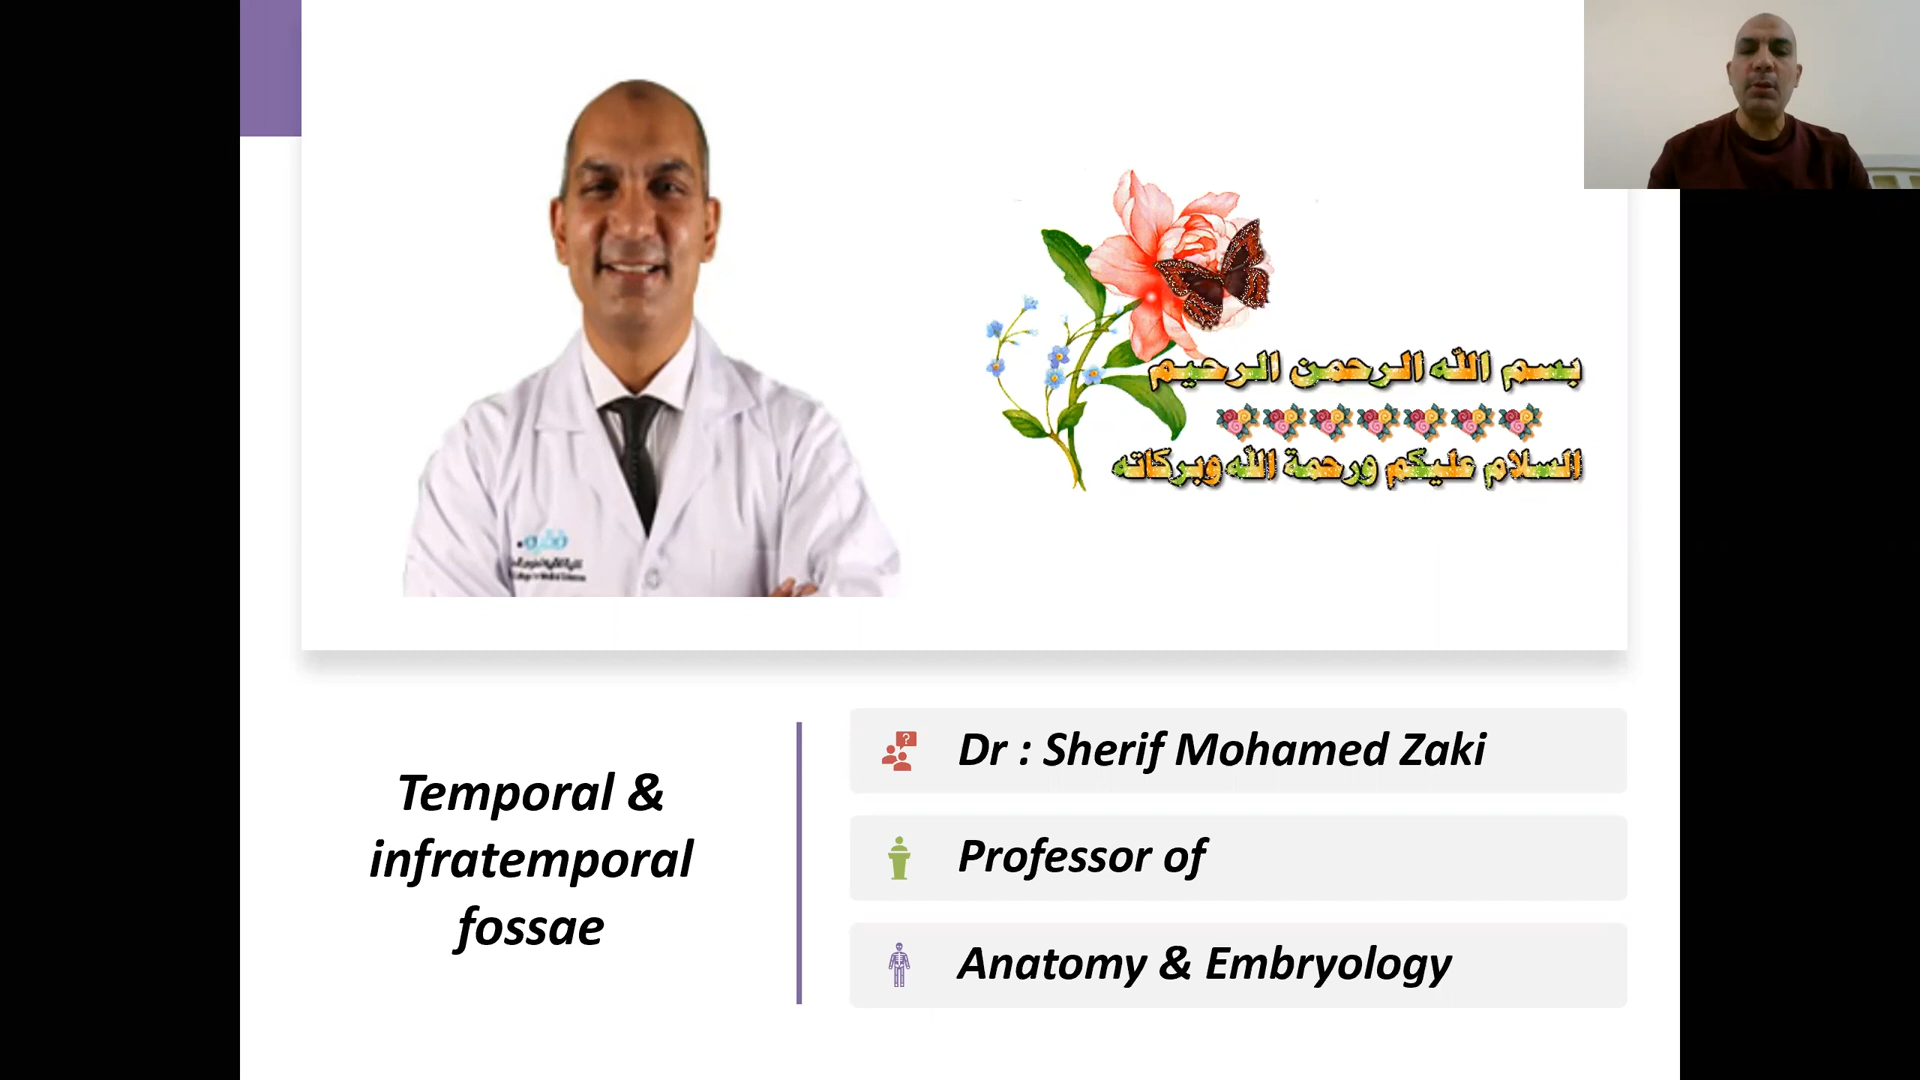 بسم الله الرحمن الرحيم
السلام عليكم ورحمة الله وبركاته
Temporal &
infratemporal
fossae
Dr : Sherif Mohamed Zaki
Professor of
Anatomy & Embryology